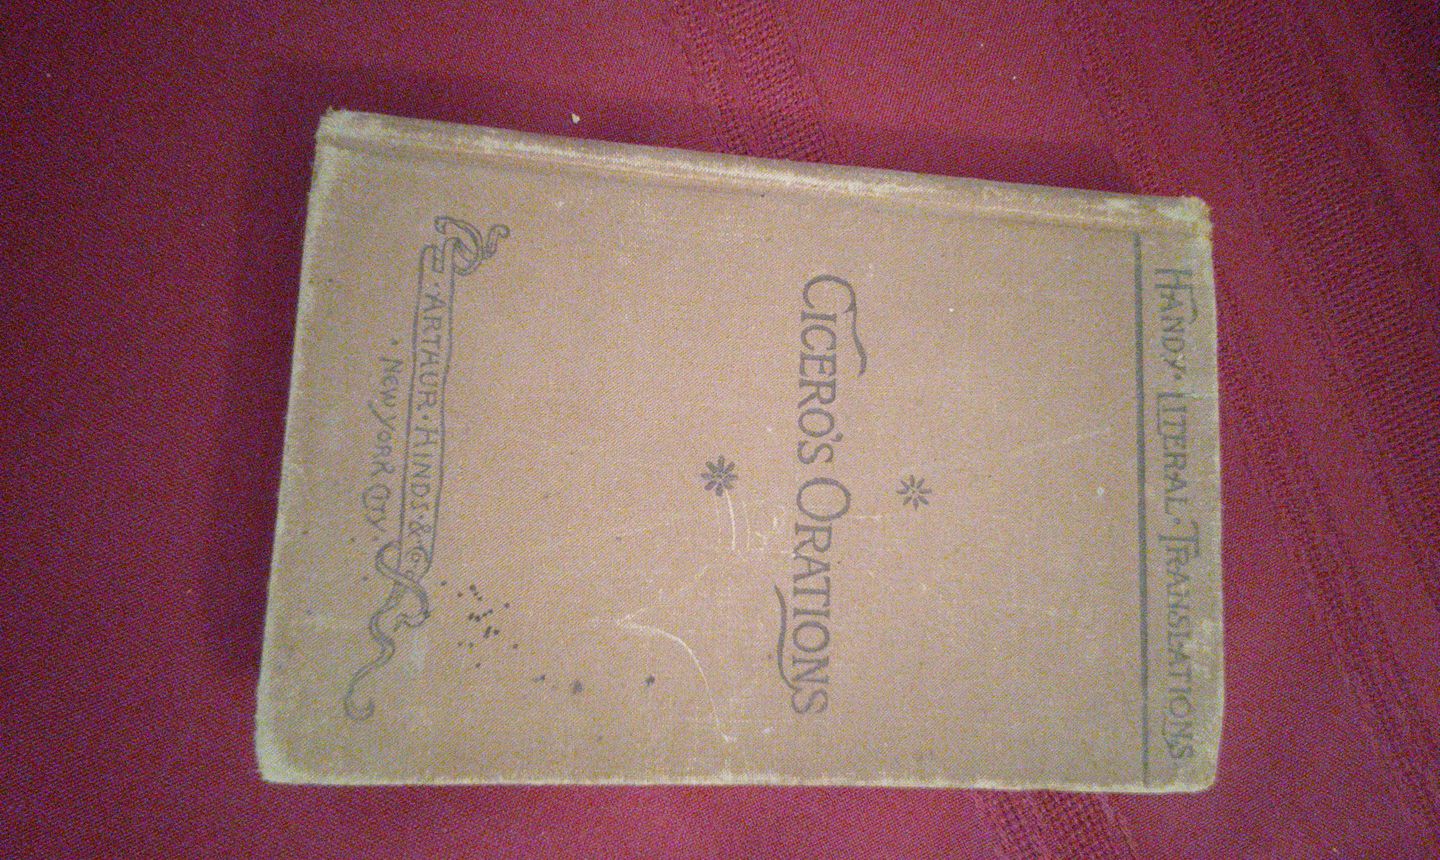 HANDY · LITERAL · TRANSLATIONS
CICERO'S ORATIONS
· ARTHUR · HINDS · & Co.
· NEW YORK CITY ·